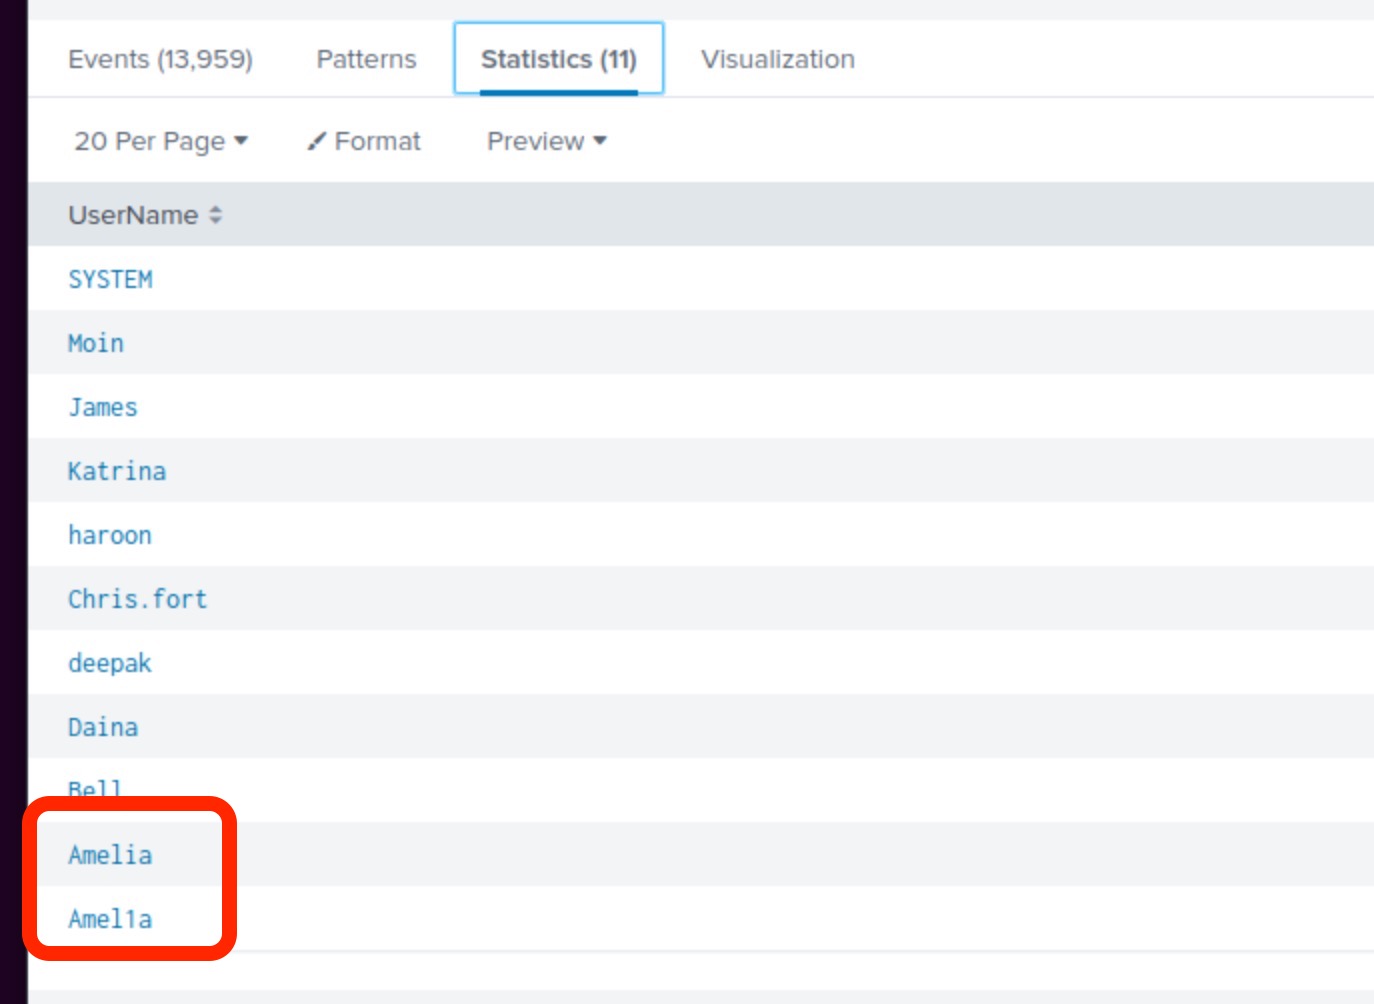 Events (13,959) Patterns Statistics (11) Visualization
20 Per Page Format Preview
UserName
SYSTEM
Moin
James
Katrina
haroon
Chris.fort
deepak
Daina
Bell
Amelia
Amel1a